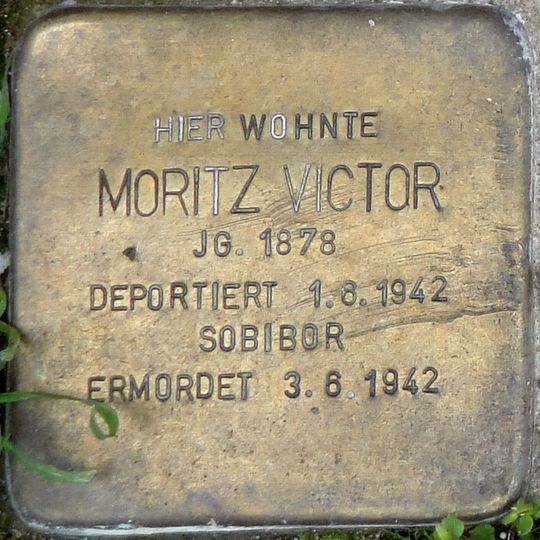 HIER WOHNTE
MORITZ VICTOR
JG. 1878
DEPORTIERT 1.6.1942
SOBIBOR
ERMORDET 3.6.1942